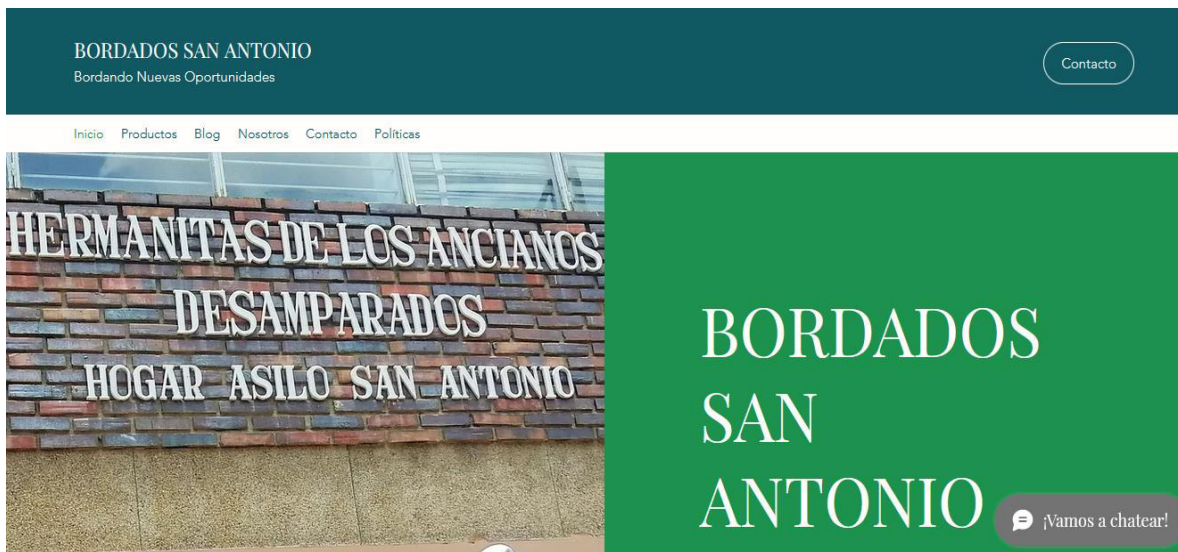 BORDADOS SAN ANTONIO
Bordando Nuevas Oportunidades
Contacto
Inicio Productos Blog Nosotros Contacto Políticas
HERMANITAS DE LOS ANCIANOS
DESAMPARADOS
HOGAR ASILO SAN ANTONIO
BORDADOS
SAN
ANTONIO
¡Vamos a chatear!